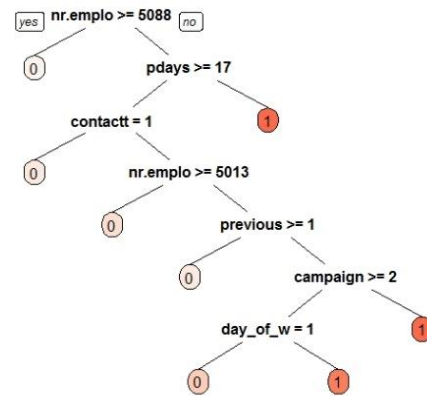 yes nr.emplo >= 5088 no
0 pdays >= 17
contactt = 1 1
0 nr.emplo >= 5013
0 previous >= 1
0 campaign >= 2
day_of_w = 1 1
0 1